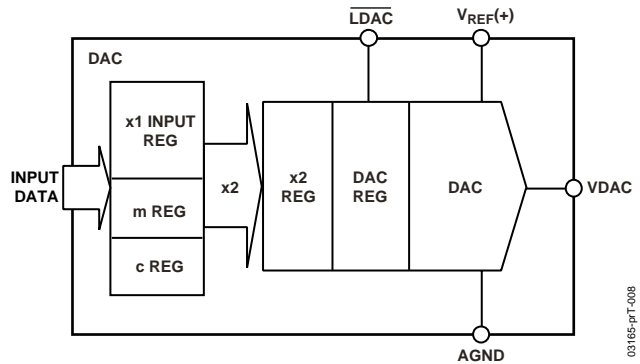 LDAC
VREF(+)
DAC
x1 INPUT
REG
INPUT
DATA
x2
x2
REG
DAC
REG
DAC
VDAC
m REG
c REG
AGND
03165-prT-008